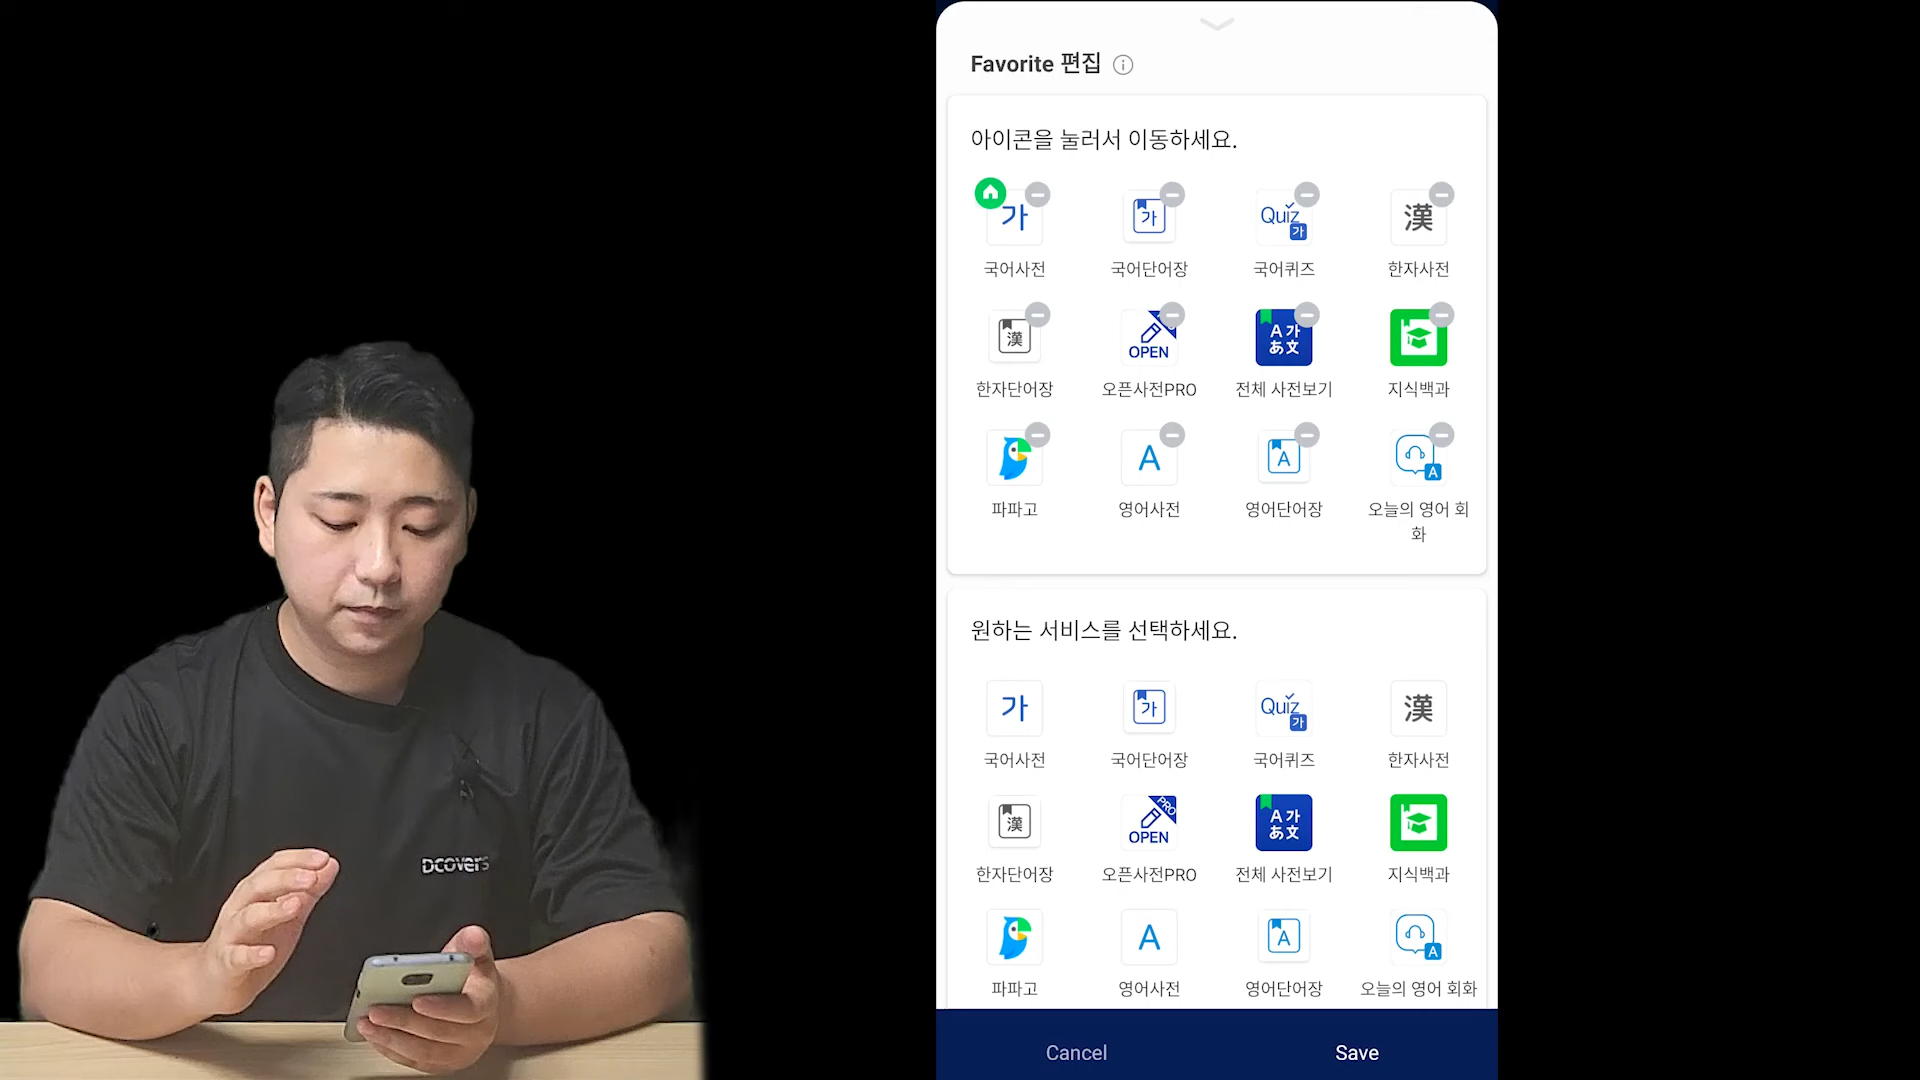 Favorite 편집
아이콘을 눌러서 이동하세요.
가
가
Quiz
가
漢
국어사전
국어단어장
국어퀴즈
한자사전
漢
OPEN
A 가
あ 文
한자단어장
오픈사전PRO
전체 사전보기
지식백과
A
A
A
파파고
영어사전
영어단어장
오늘의 영어 회
화
원하는 서비스를 선택하세요.
가
가
Quiz
가
漢
국어사전
국어단어장
국어퀴즈
한자사전
漢
PRO
OPEN
A 가
あ 文
한자단어장
오픈사전PRO
전체 사전보기
지식백과
A
A
A
파파고
영어사전
영어단어장
오늘의 영어 회화
Cancel
Save
DCOVERS